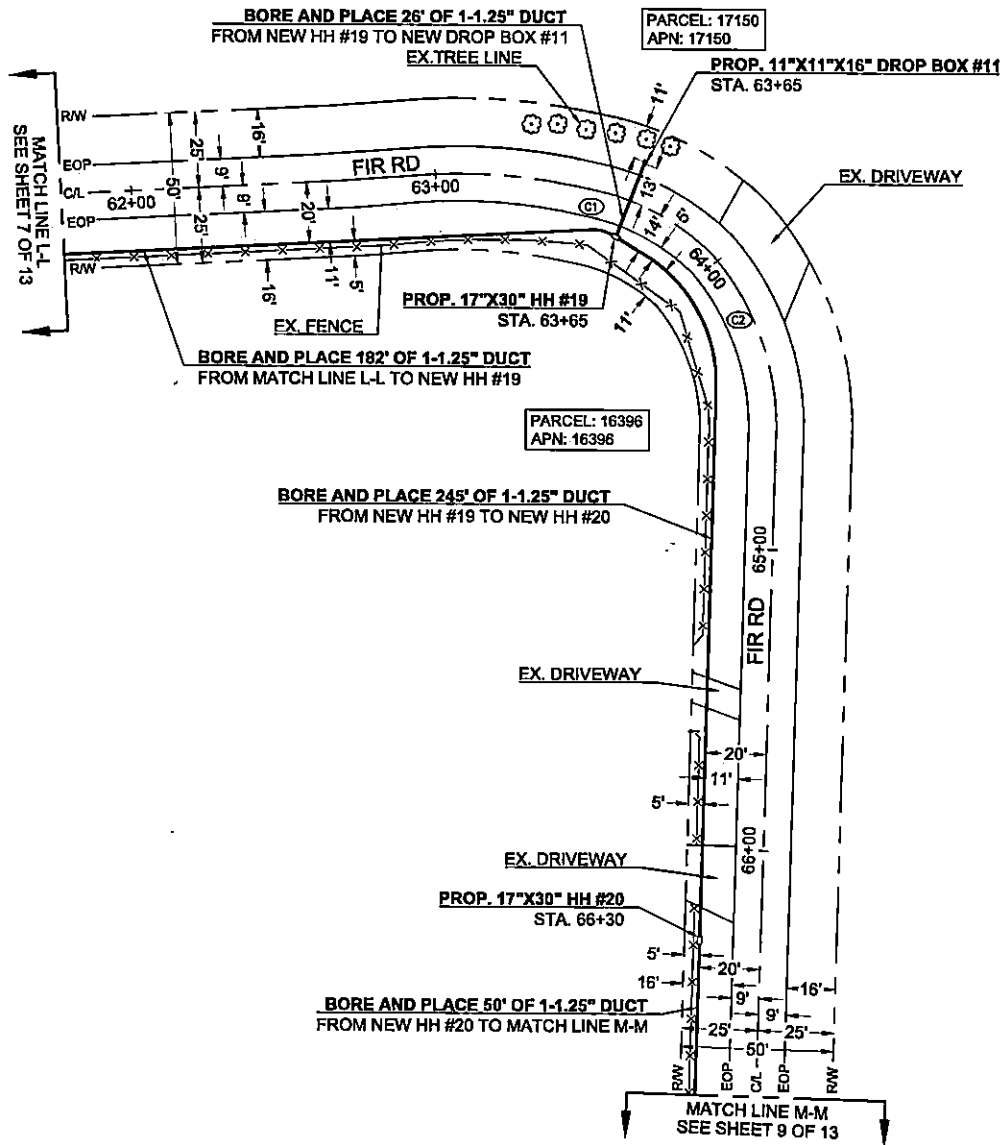 BORE AND PLACE 26' OF 1-1.25" DUCT
FROM NEW HH #19 TO NEW DROP BOX #11
EX.TREE LINE
PARCEL: 17150
APN: 17150
PROP. 11"X11"X16" DROP BOX #11
STA. 63+65
MATCH LINE L-L
SEE SHEET 7 OF 13
R/W
EOP
C/L
EOP
R/W
50'
25'
25'
9'
9'
16'
20'
62+00
FIR RD
63+00
C1
11'
13'
14'
5'
64+00
C2
EX. DRIVEWAY
16'
11'
5'
EX. FENCE
PROP. 17"X30" HH #19
STA. 63+65
11'
BORE AND PLACE 182' OF 1-1.25" DUCT
FROM MATCH LINE L-L TO NEW HH #19
PARCEL: 16396
APN: 16396
BORE AND PLACE 245' OF 1-1.25" DUCT
FROM NEW HH #19 TO NEW HH #20
65+00
FIR RD
EX. DRIVEWAY
20'
11'
5'
66+00
EX. DRIVEWAY
PROP. 17"X30" HH #20
STA. 66+30
5'
20'
16'
16'
9'
9'
BORE AND PLACE 50' OF 1-1.25" DUCT
FROM NEW HH #20 TO MATCH LINE M-M
25'
25'
50'
R/W
EOP
C/L
EOP
R/W
MATCH LINE M-M
SEE SHEET 9 OF 13